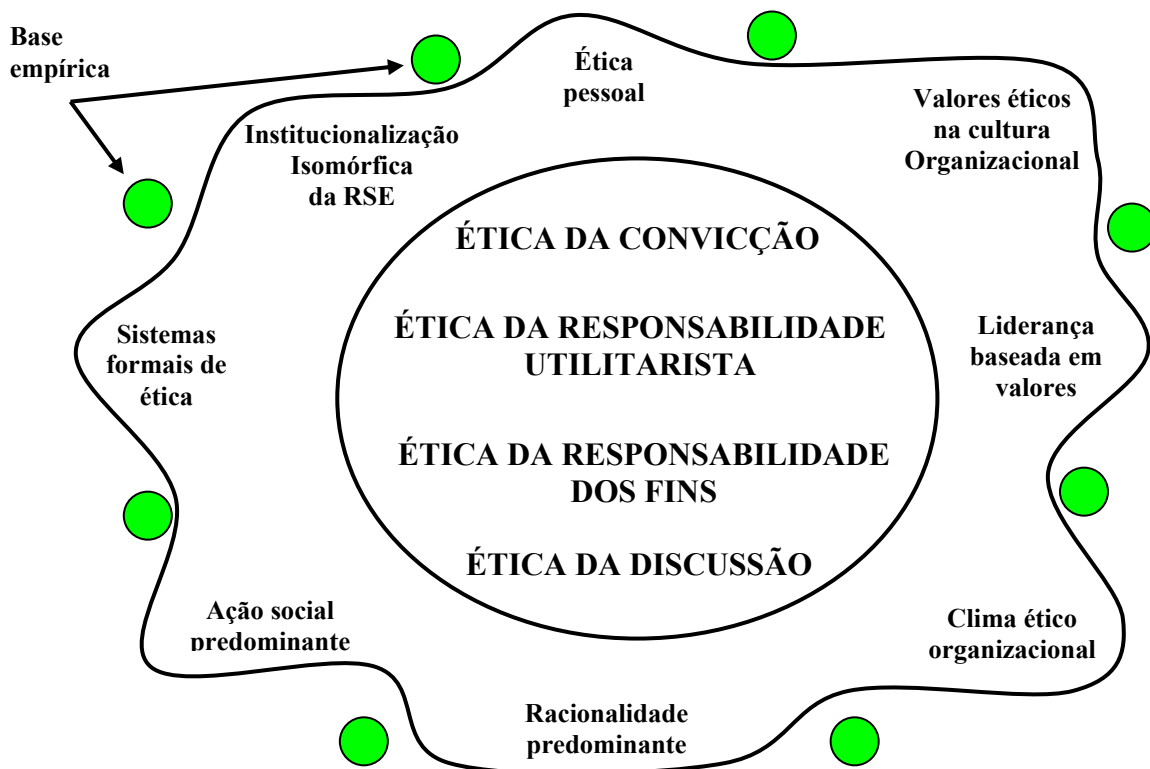 Base
empírica
Ética
pessoal
Valores éticos
na cultura
Organizacional
Institucionalização
Isomórfica
da RSE
ÉTICA DA CONVICÇÃO
ÉTICA DA RESPONSABILIDADE
UTILITARISTA
ÉTICA DA RESPONSABILIDADE
DOS FINS
ÉTICA DA DISCUSSÃO
Sistemas
formais de
ética
Liderança
baseada em
valores
Ação social
predominante
Clima ético
organizacional
Racionalidade
predominante